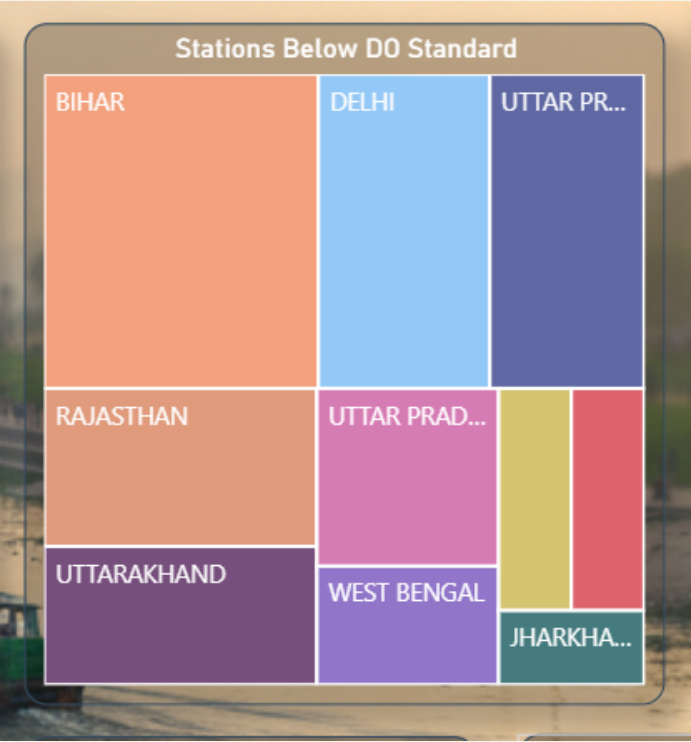 Stations Below DO Standard
BIHAR
DELHI
UTTAR PR...
RAJASTHAN
UTTAR PRAD...
UTTARAKHAND
WEST BENGAL
JHARKHA...